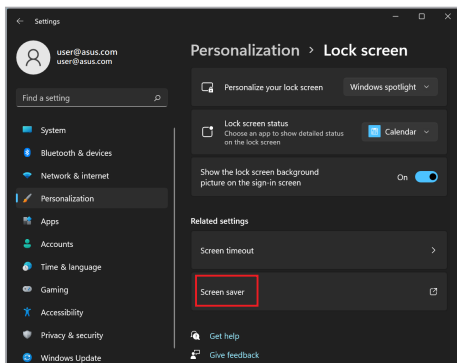 Settings
user@asus.com
user@asus.com
Find a setting
System
Bluetooth & devices
Network & internet
Personalization
Apps
Accounts
Time & language
Gaming
Accessibility
Privacy & security
Windows Update
Personalization > Lock screen
Personalize your lock screen
Windows spotlight
Lock screen status
Choose an app to show detailed status
on the lock screen
Calendar
Show the lock screen background
picture on the sign-in screen
On
Related settings
Screen timeout
Screen saver
Get help
Give feedback